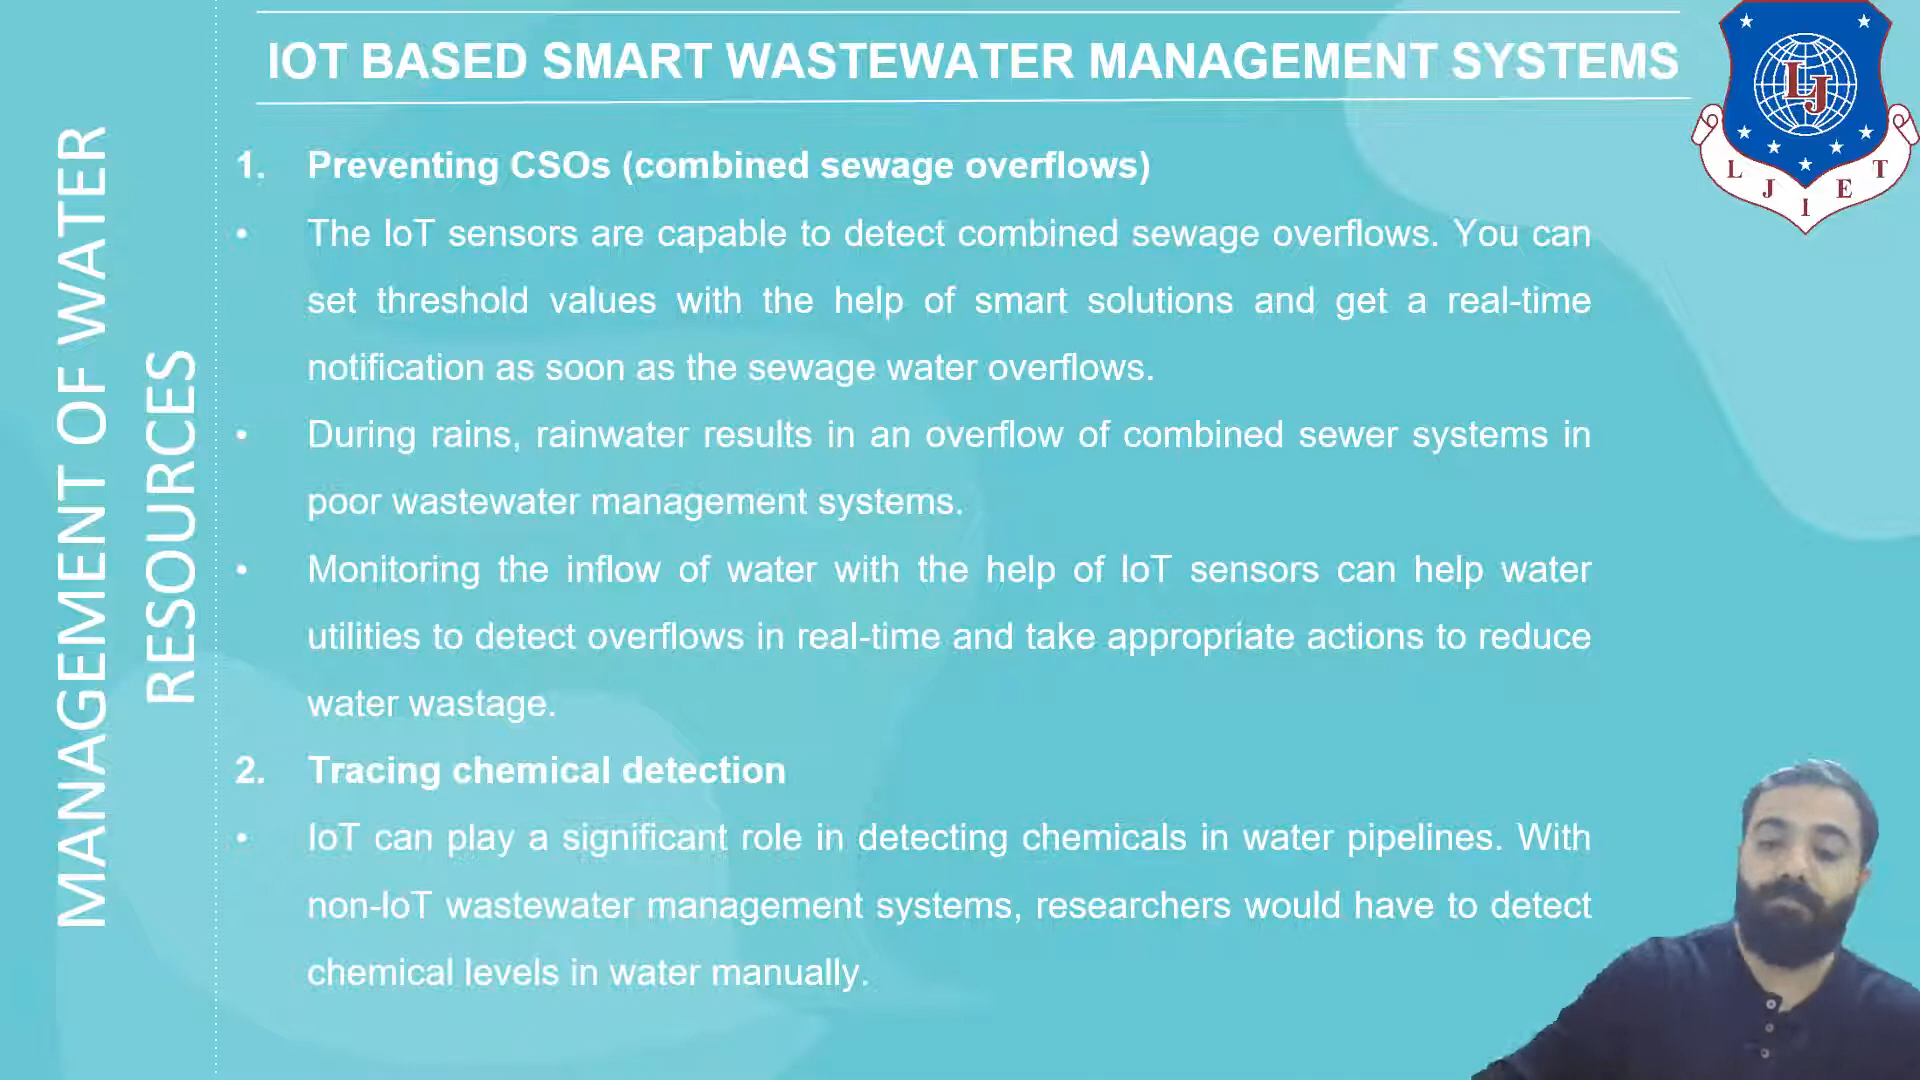 IOT BASED SMART WASTEWATER MANAGEMENT SYSTEMS
MANAGEMENT OF WATER
RESOURCES
1. Preventing CSOs (combined sewage overflows)
• The IoT sensors are capable to detect combined sewage overflows. You can
set threshold values with the help of smart solutions and get a real-time
notification as soon as the sewage water overflows.
• During rains, rainwater results in an overflow of combined sewer systems in
poor wastewater management systems.
• Monitoring the inflow of water with the help of IoT sensors can help water
utilities to detect overflows in real-time and take appropriate actions to reduce
water wastage.
2. Tracing chemical detection
• IoT can play a significant role in detecting chemicals in water pipelines. With
non-IoT wastewater management systems, researchers would have to detect
chemical levels in water manually.
LJ
L J I E T